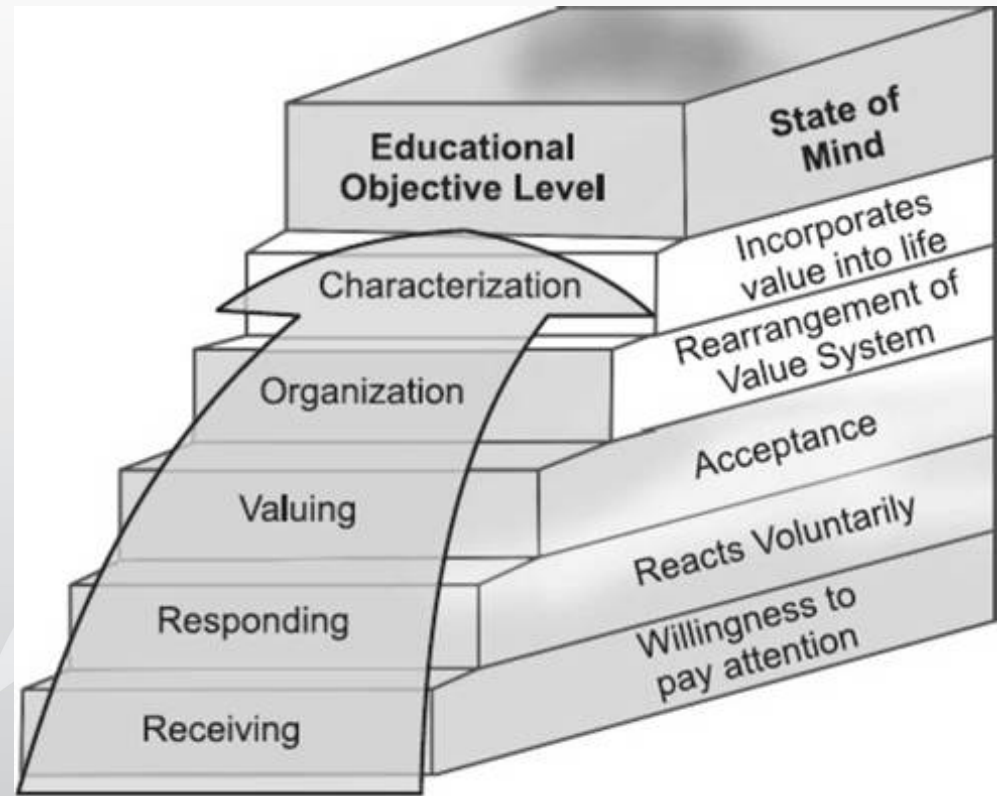 Educational
Objective Level
State of
Mind
Characterization
Incorporates
value into life
Organization
Rearrangement of
Value System
Valuing
Acceptance
Responding
Reacts Voluntarily
Receiving
Willingness to
pay attention